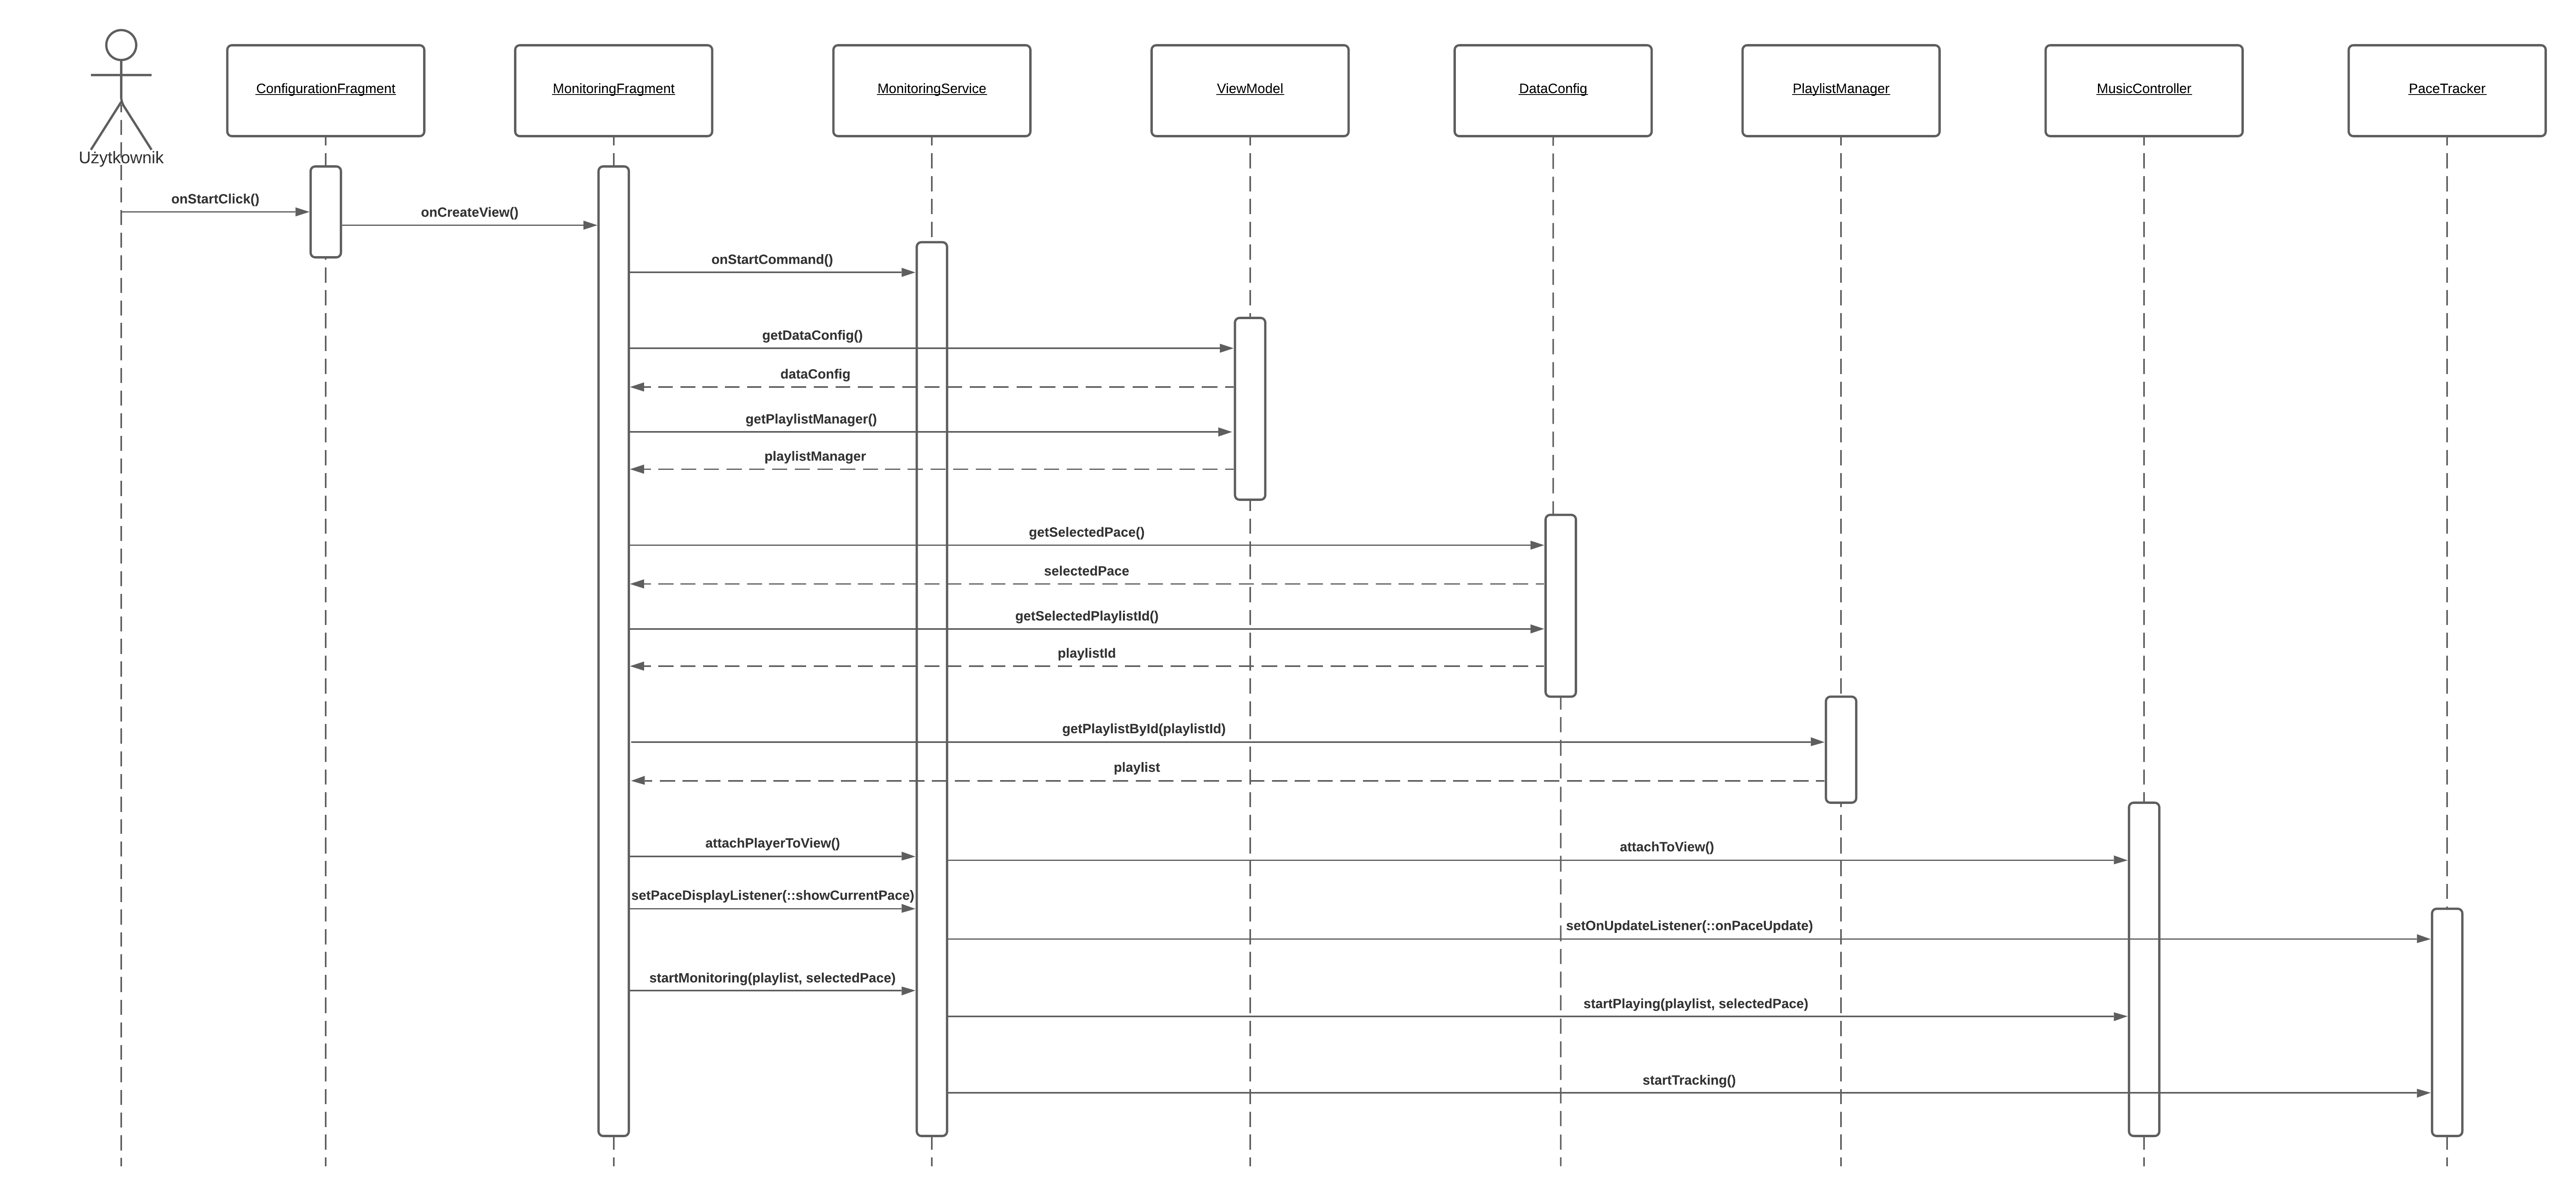 ConfigurationFragment
MonitoringFragment
MonitoringService
ViewModel
DataConfig
PlaylistManager
MusicController
PaceTracker
Użytkownik
onStartClick()
onCreateView()
onStartCommand()
getDataConfig()
dataConfig
getPlaylistManager()
playlistManager
getSelectedPace()
selectedPace
getSelectedPlaylistId()
playlistId
getPlaylistById(playlistId)
playlist
attachPlayerToView()
attachToView()
setPaceDisplayListener(::showCurrentPace)
setOnUpdateListener(::onPaceUpdate)
startMonitoring(playlist, selectedPace)
startPlaying(playlist, selectedPace)
startTracking()